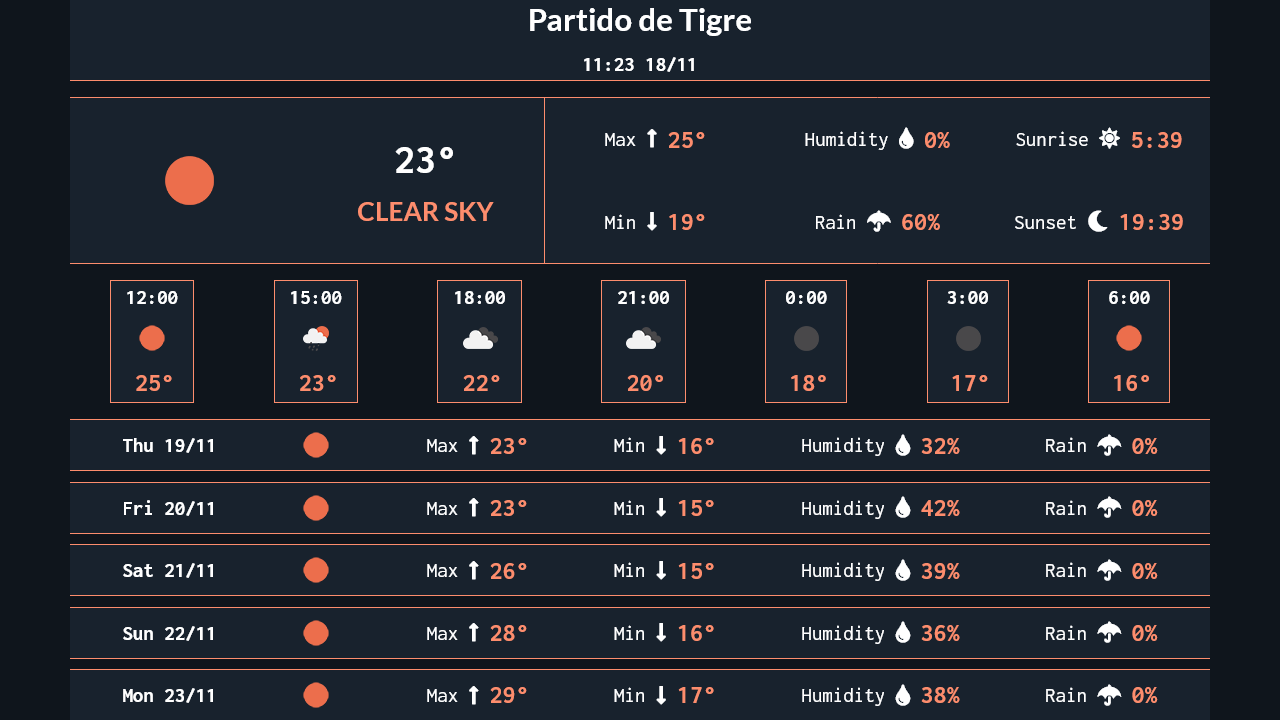 Partido de Tigre
11:23 18/11
23°
CLEAR SKY
Max 25° Humidity 0% Sunrise 5:39
Min 19° Rain 60% Sunset 19:39
12:00 15:00 18:00 21:00 0:00 3:00 6:00
25° 23° 22° 20° 18° 17° 16°
Thu 19/11 Max 23° Min 16° Humidity 32% Rain 0%
Fri 20/11 Max 23° Min 15° Humidity 42% Rain 0%
Sat 21/11 Max 26° Min 15° Humidity 39% Rain 0%
Sun 22/11 Max 28° Min 16° Humidity 36% Rain 0%
Mon 23/11 Max 29° Min 17° Humidity 38% Rain 0%